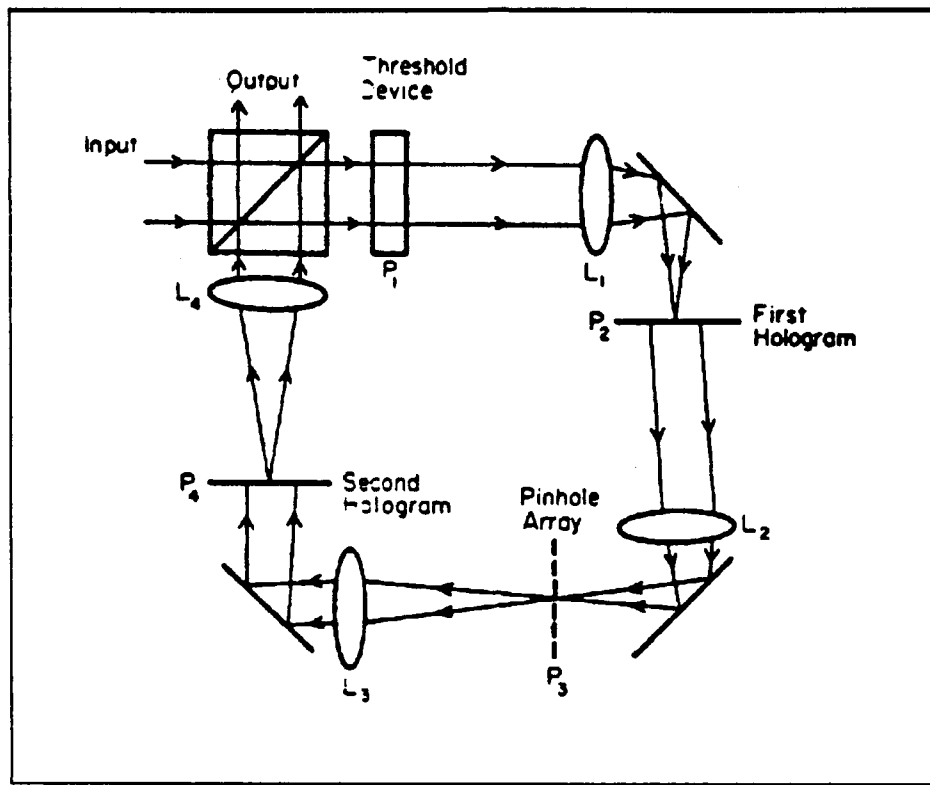 Threshold
Device
Output
Input
P1
L1
L4
P2
First
Hologram
P4
Second
Hologram
Pinhole
Array
L2
L3
P3